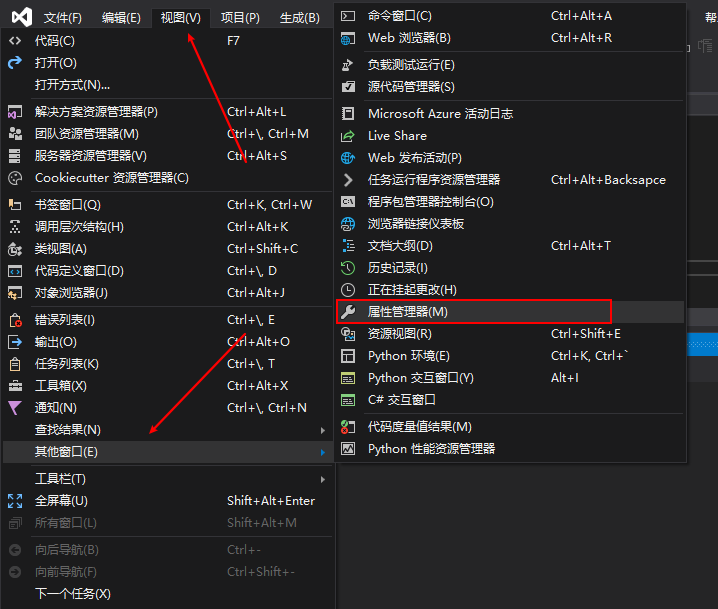 文件(F) 编辑(E) 视图(V) 项目(P) 生成(B)
代码(C) F7
打开(O)
打开方式(N)...
解决方案资源管理器(P) Ctrl+Alt+L
团队资源管理器(M) Ctrl+\, Ctrl+M
服务器资源管理器(V) Ctrl+Alt+S
Cookiecutter 资源管理器(C)
书签窗口(Q) Ctrl+K, Ctrl+W
调用层次结构(H) Ctrl+Alt+K
类视图(A) Ctrl+Shift+C
代码定义窗口(D) Ctrl+\, D
对象浏览器(J) Ctrl+Alt+J
错误列表(I) Ctrl+\, E
输出(O) Ctrl+Alt+O
任务列表(K) Ctrl+\, T
工具箱(X) Ctrl+Alt+X
通知(N) Ctrl+\, Ctrl+N
查找结果(N)
其他窗口(E)
工具栏(T)
全屏幕(U) Shift+Alt+Enter
所有窗口(L) Shift+Alt+M
向后导航(B) Ctrl+-
向前导航(F) Ctrl+Shift+-
下一个任务(X)
命令窗口(C) Ctrl+Alt+A
Web 浏览器(B) Ctrl+Alt+R
负载测试运行(E)
源代码管理器(S)
Microsoft Azure 活动日志
Live Share
Web 发布活动(P)
任务运行程序资源管理器 Ctrl+Alt+Backsapce
程序包管理器控制台(O)
浏览器链接仪表板
文档大纲(D) Ctrl+Alt+T
历史记录(I)
正在挂起更改(H)
属性管理器(M)
资源视图(R) Ctrl+Shift+E
Python 环境(E) Ctrl+K, Ctrl+`
Python 交互窗口(Y) Alt+I
C# 交互窗口
代码度量值结果(M)
Python 性能资源管理器